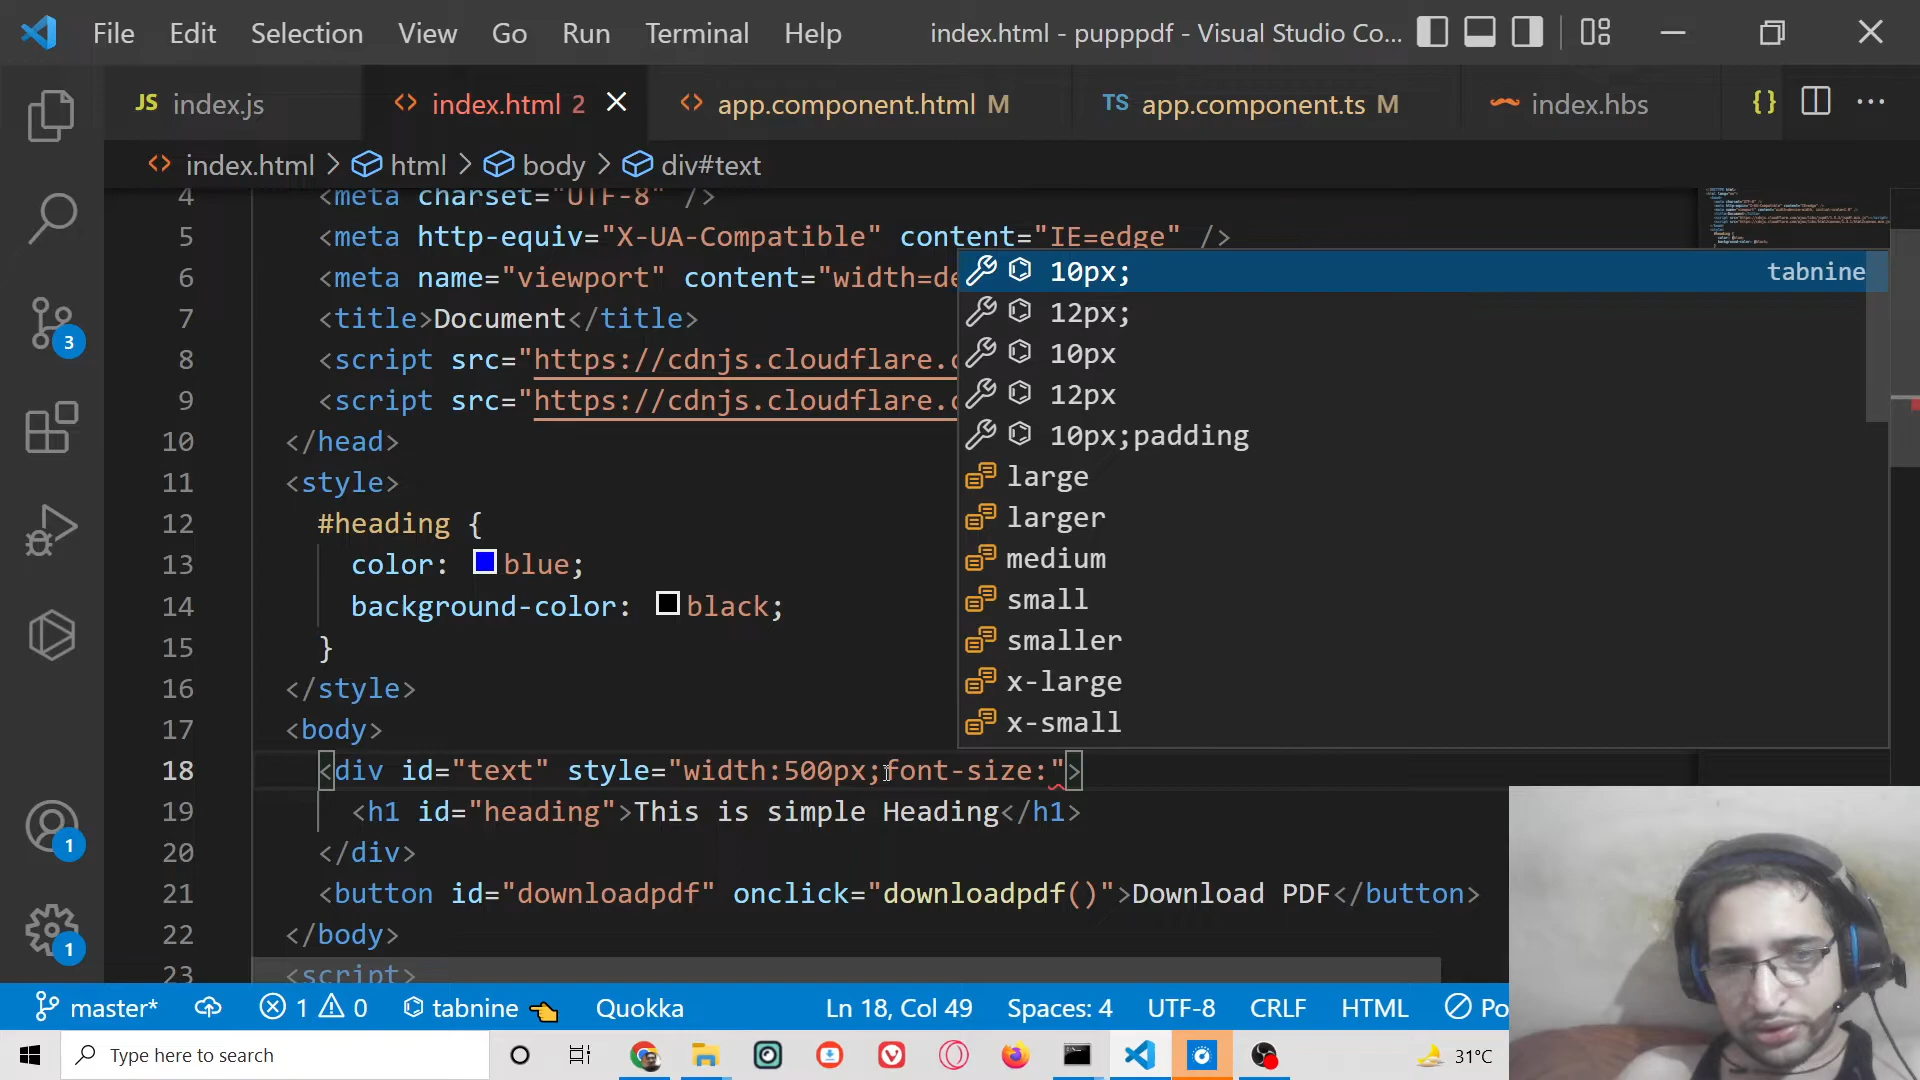 File Edit Selection View Go Run Terminal Help index.html - pupppdf - Visual Studio Co...
JS index.js <> index.html 2 <> app.component.html M TS app.component.ts M index.hbs {} ...
<> index.html > html > body > div#text
4 <meta charset="UTF-8" />
5 <meta http-equiv="X-UA-Compatible" content="IE=edge" />
6 <meta name="viewport" content="width=de
7 <title>Document</title>
8 <script src="https://cdnjs.cloudflare.c
9 <script src="https://cdnjs.cloudflare.c
10 </head>
11 <style>
12 #heading {
13 color: blue;
14 background-color: black;
15 }
16 </style>
17 <body>
18 <div id="text" style="width:500px;font-size:">
19 <h1 id="heading">This is simple Heading</h1>
20 </div>
21 <button id="downloadpdf" onclick="downloadpdf()">Download PDF</button>
22 </body>
23 <script>
10px; tabnine
12px;
10px
12px
10px;padding
large
larger
medium
small
smaller
x-large
x-small
3
1
1
master* 1 0 tabnine Quokka Ln 18, Col 49 Spaces: 4 UTF-8 CRLF HTML Po
Type here to search 31°C